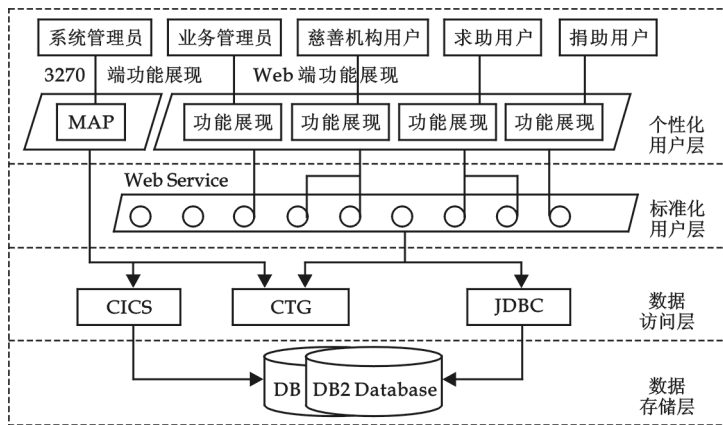 系统管理员
业务管理员
慈善机构用户
求助用户
捐助用户
3270 端功能展现
Web 端功能展现
MAP
功能展现
功能展现
功能展现
功能展现
个性化
用户层
Web Service
标准化
用户层
CICS
CTG
JDBC
数据
访问层
DB
DB2 Database
数据
存储层